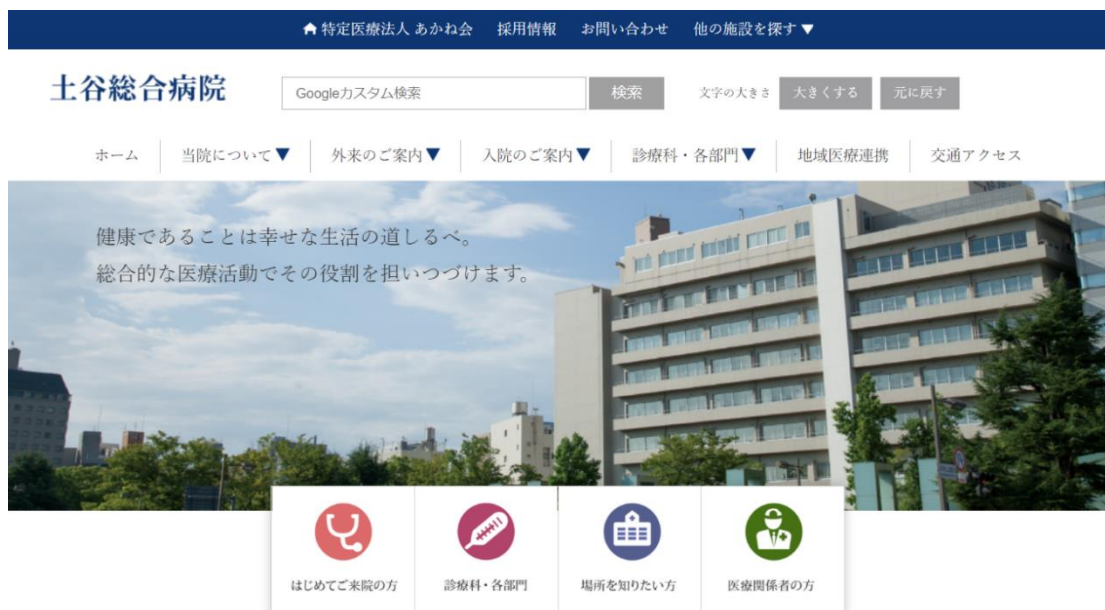 特定医療法人 あかね会 採用情報 お問い合わせ 他の施設を探す▼
土谷総合病院
Googleカスタム検索 検索 文字の大きさ 大きくする 元に戻す
ホーム 当院について▼ 外来のご案内▼ 入院のご案内▼ 診療科・各部門▼ 地域医療連携 交通アクセス
健康であることは幸せな生活の道しるべ。
総合的な医療活動でその役割を担いつづけます。
はじめてご来院の方 診療科・各部門 場所を知りたい方 医療関係者の方